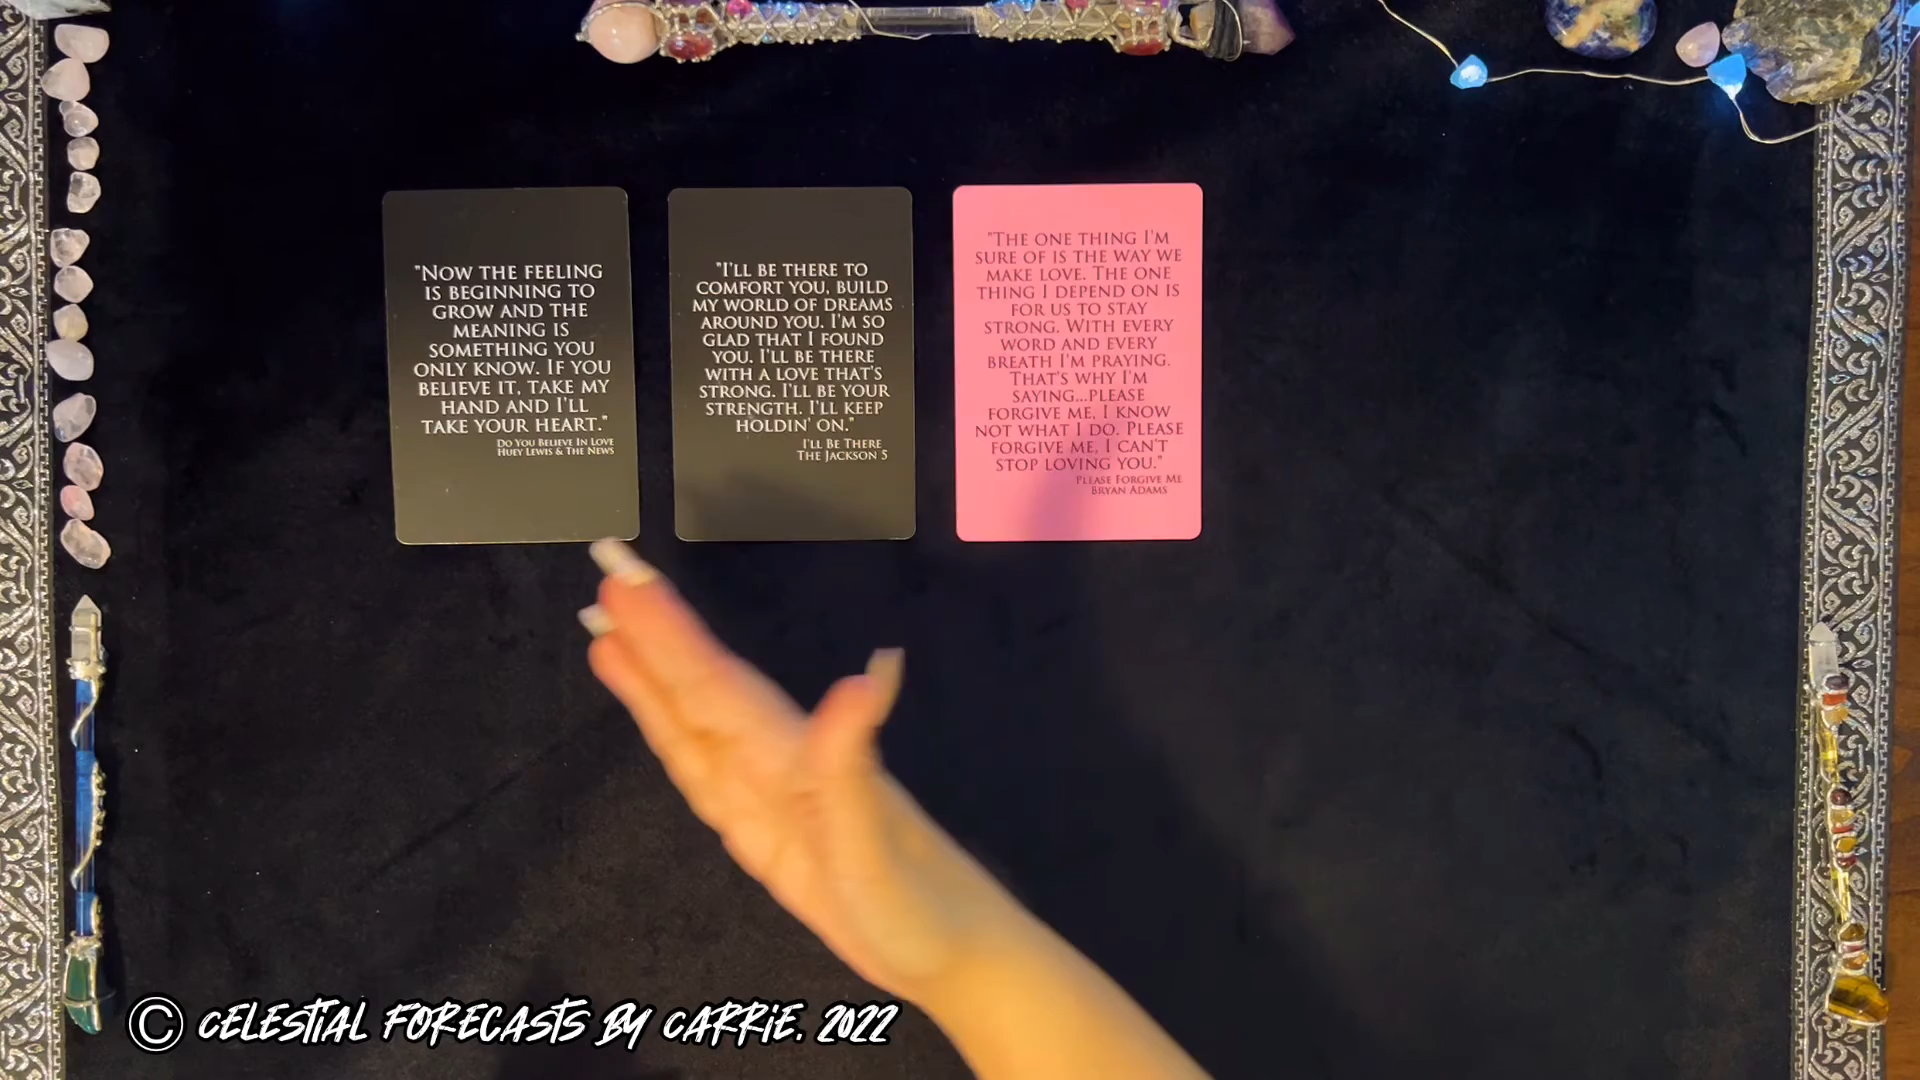 "Now the feeling
is beginning to
grow and the
meaning is
something you
only know. If you
believe it, take my
hand and I'll
take your heart."
Do You Believe In Love
Huey Lewis & The News
"I'll be there to
comfort you, build
my world of dreams
around you. I'm so
glad that I found
you. I'll be there
with a love that's
strong. I'll be your
strength. I'll keep
holdin' on."
I'll Be There
The Jackson 5
"The one thing I'm
sure of is the way we
make love. The one
thing I depend on is
for us to stay
strong. With every
word and every
breath I'm praying.
That's why I'm
saying...please
forgive me, I know
not what I do. Please
forgive me, I can't
stop loving you."
Please Forgive Me
Bryan Adams
© CELESTIAL FORECASTS BY CARRIE. 2022